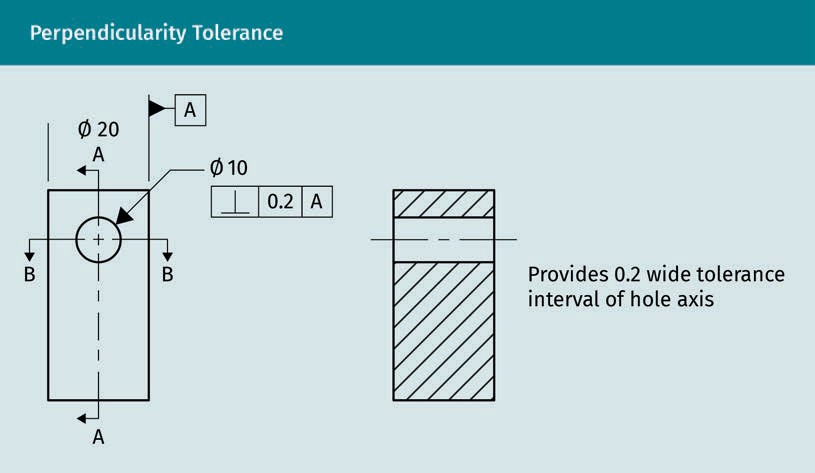 Perpendicularity Tolerance
A
Ø 20
A
Ø 10
⊥ 0.2 A
B
B
Provides 0.2 wide tolerance
interval of hole axis
A